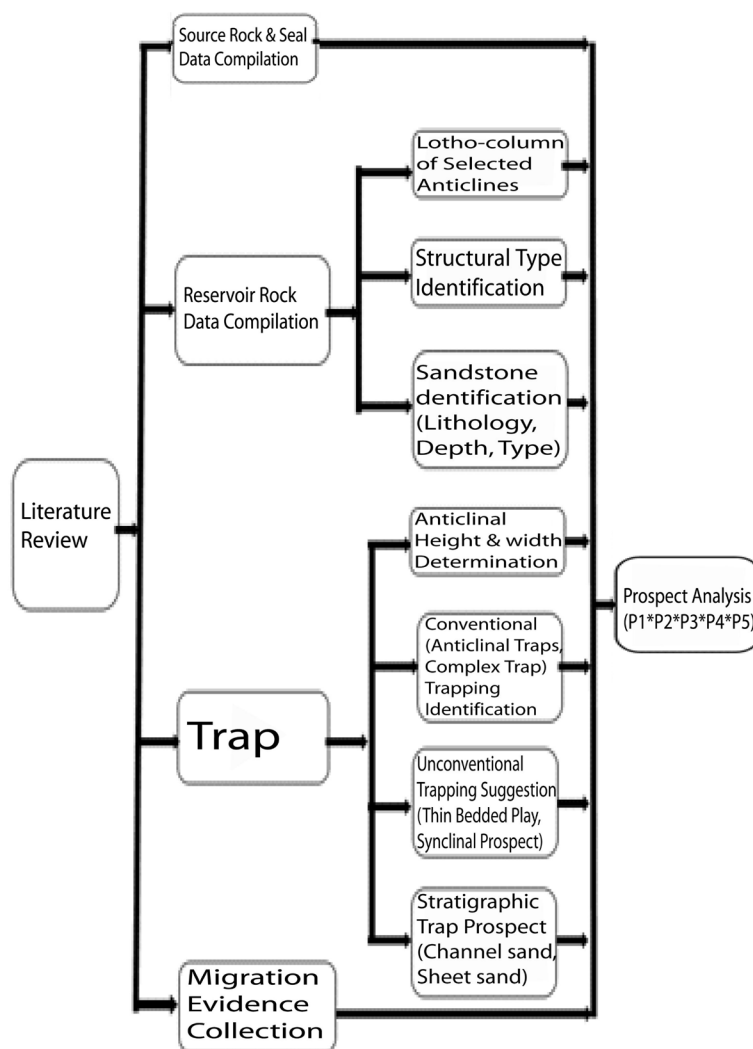 Source Rock & Seal
Data Compilation
Lotho-column
of Selected
Anticlines
Structural Type
Identification
Reservoir Rock
Data Compilation
Sandstone
dentification
(Lithology,
Depth, Type)
Literature
Review
Anticlinal
Height & width
Determination
Prospect Analysis
(P1*P2*P3*P4*P5)
Conventional
(Anticlinal Traps,
Complex Trap)
Trapping
Identification
Trap
Unconventional
Trapping Suggestion
(Thin Bedded Play,
Synclinal Prospect)
Stratigraphic
Trap Prospect
(Channel sand,
Sheet sand)
Migration
Evidence
Collection